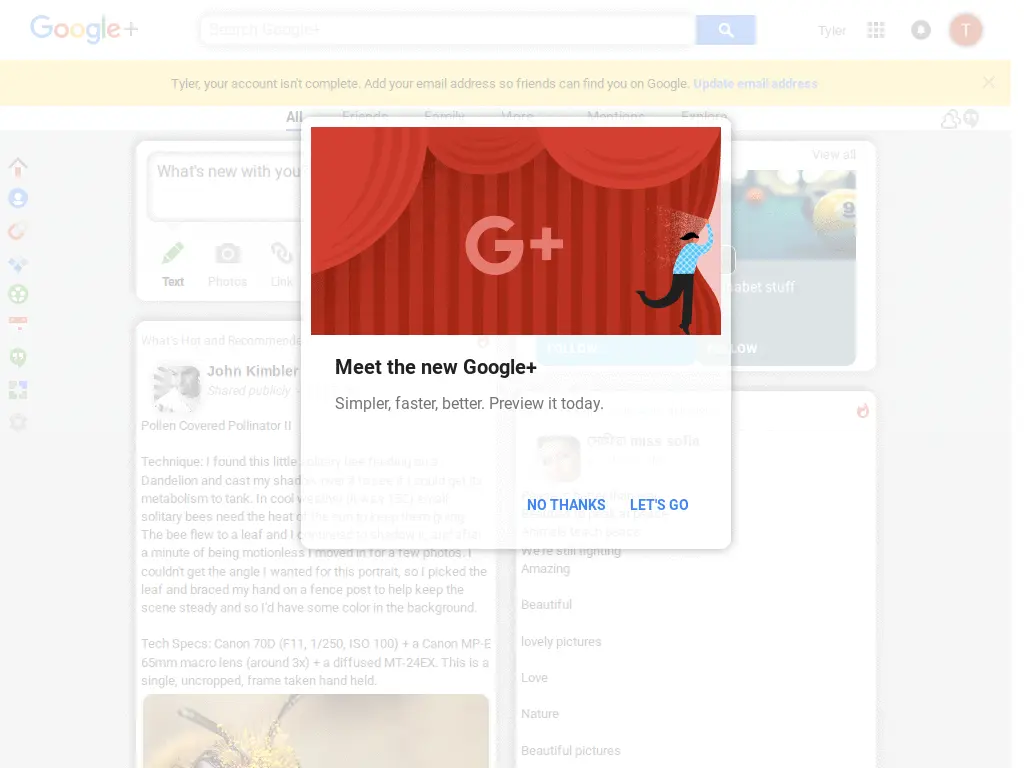 Google+
Search Google+
Tyler
T
Tyler, your account isn't complete. Add your email address so friends can find you on Google. Update email address
All Friends Family More Mentions Explore
What's new with you
Text Photos Link
View all
9
abet stuff
FOLLOW
FOLLOW
G+
Meet the new Google+
Simpler, faster, better. Preview it today.
NO THANKS LET'S GO
What's Hot and Recommende
John Kimbler
Shared publicly
Pollen Covered Pollinator II
Technique: I found this little solitary bee feeding on a
Dandelion and cast my shadow over it to see if I could get its
metabolism to tank. In cool weather
solitary bees need the heat of the sun to keep them going.
The bee flew to a leaf and I continued to shadow it, and after
a minute of being motionless I moved in for a few photos. I
couldn't get the angle I wanted for this portrait, so I picked the
leaf and braced my hand on a fence post to help keep the
scene steady and so I'd have some color in the background.
Tech Specs: Canon 70D (F11, 1/250, ISO 100) + a Canon MP-E
65mm macro lens (around 3x) + a diffused MT-24EX. This is a
single, uncropped, frame taken hand held.
miss sofia
Animals teach peace
We're still fighting
Amazing
Beautiful
lovely pictures
Love
Nature
Beautiful pictures